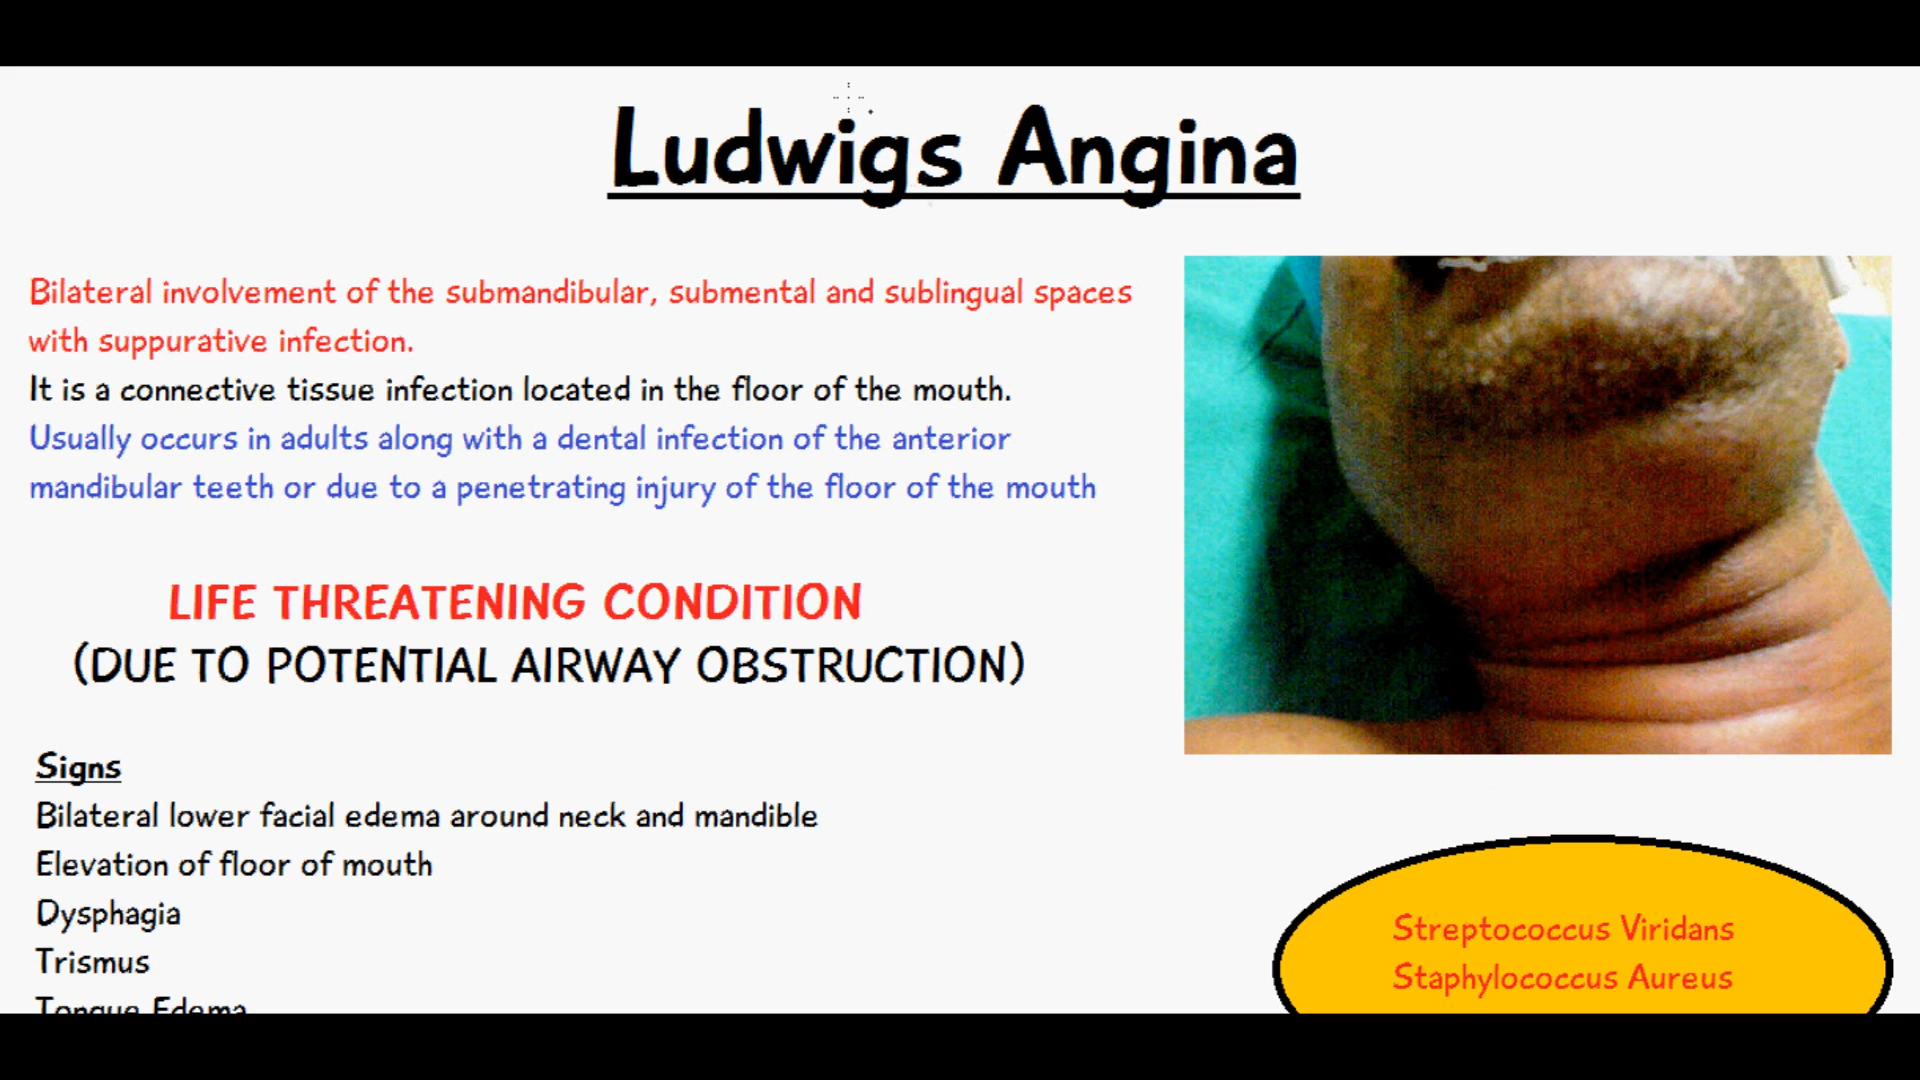 Ludwigs Angina
Bilateral involvement of the submandibular, submental and sublingual spaces
with suppurative infection.
It is a connective tissue infection located in the floor of the mouth.
Usually occurs in adults along with a dental infection of the anterior
mandibular teeth or due to a penetrating injury of the floor of the mouth
LIFE THREATENING CONDITION
(DUE TO POTENTIAL AIRWAY OBSTRUCTION)
Signs
Bilateral lower facial edema around neck and mandible
Elevation of floor of mouth
Dysphagia
Trismus
Tongue Edema
Streptococcus Viridans
Staphylococcus Aureus